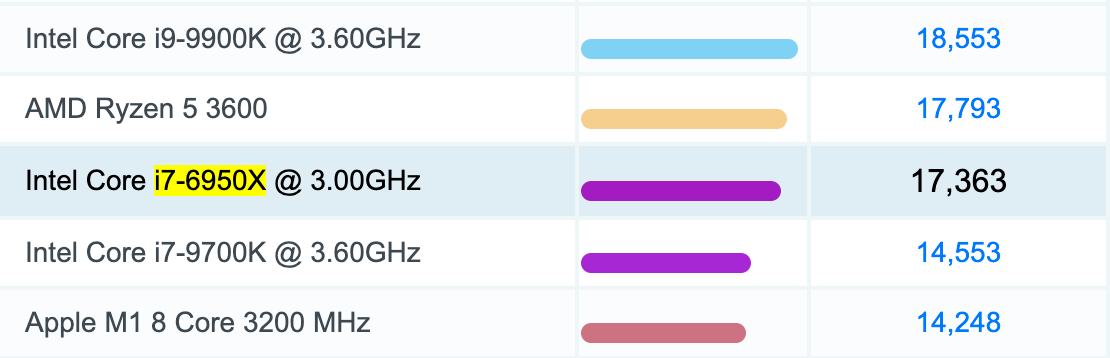 Intel Core i9-9900K @ 3.60GHz 18,553
AMD Ryzen 5 3600 17,793
Intel Core i7-6950X @ 3.00GHz 17,363
Intel Core i7-9700K @ 3.60GHz 14,553
Apple M1 8 Core 3200 MHz 14,248